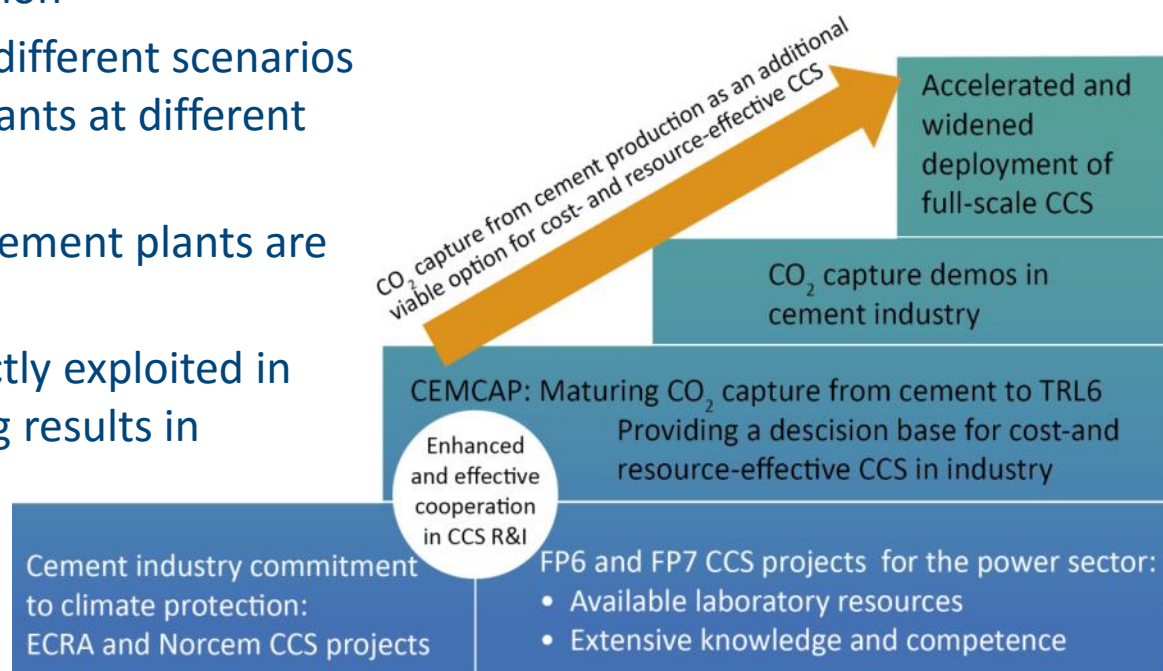 different scenarios
ants at different
ement plants are
ctly exploited in
g results in
CO₂ capture from cement production as an additional
viable option for cost- and resource-effective CCS
Accelerated and
widened
deployment of
full-scale CCS
CO₂ capture demos in
cement industry
CEMCAP: Maturing CO₂ capture from cement to TRL6
Providing a descision base for cost-and
resource-effective CCS in industry
Enhanced
and effective
cooperation
in CCS R&I
Cement industry commitment
to climate protection:
ECRA and Norcem CCS projects
FP6 and FP7 CCS projects for the power sector:
• Available laboratory resources
• Extensive knowledge and competence